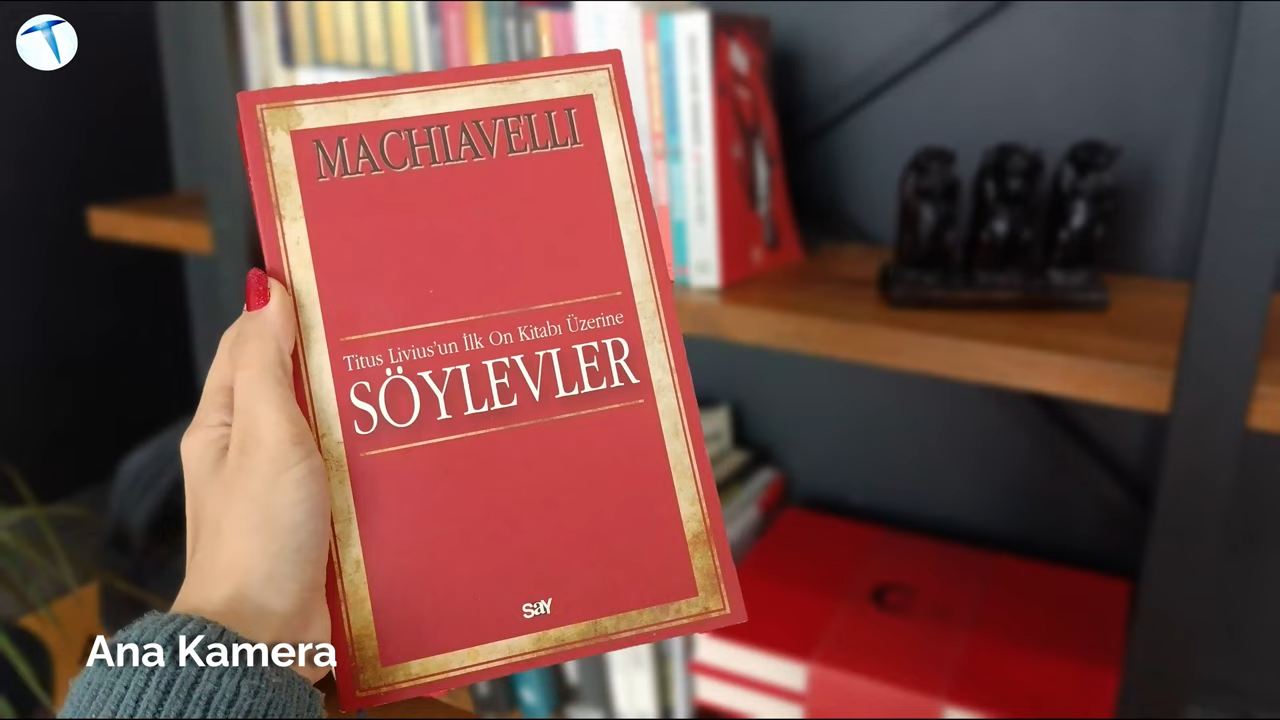 MACHIAVELLI
Titus Livius'un İlk On Kitabı Üzerine
SÖYLEVLER
say
Ana Kamera